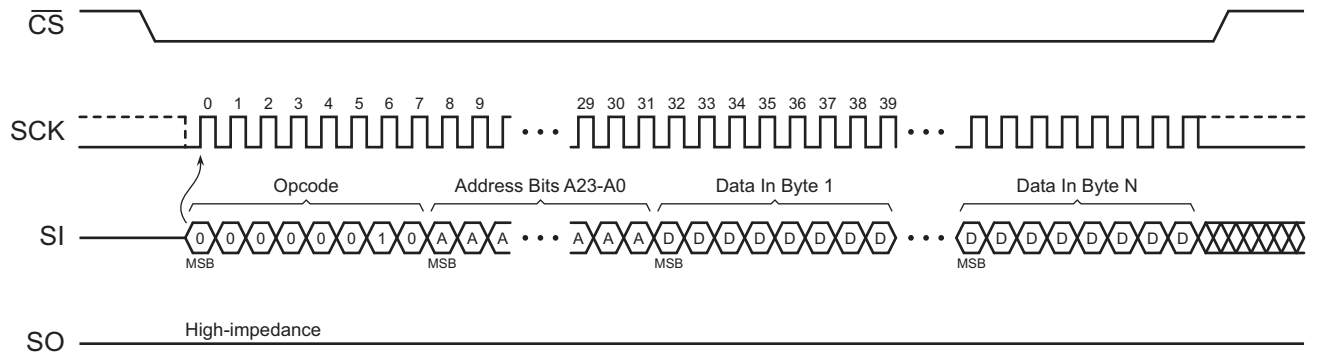 CS
SCK
0 1 2 3 4 5 6 7 8 9 29 30 31 32 33 34 35 36 37 38 39
Opcode Address Bits A23-A0 Data In Byte 1 Data In Byte N
SI
0 0 0 0 0 0 1 0 A A A A A A D D D D D D D D D D D D D D D D
MSB MSB MSB MSB
High-impedance
SO